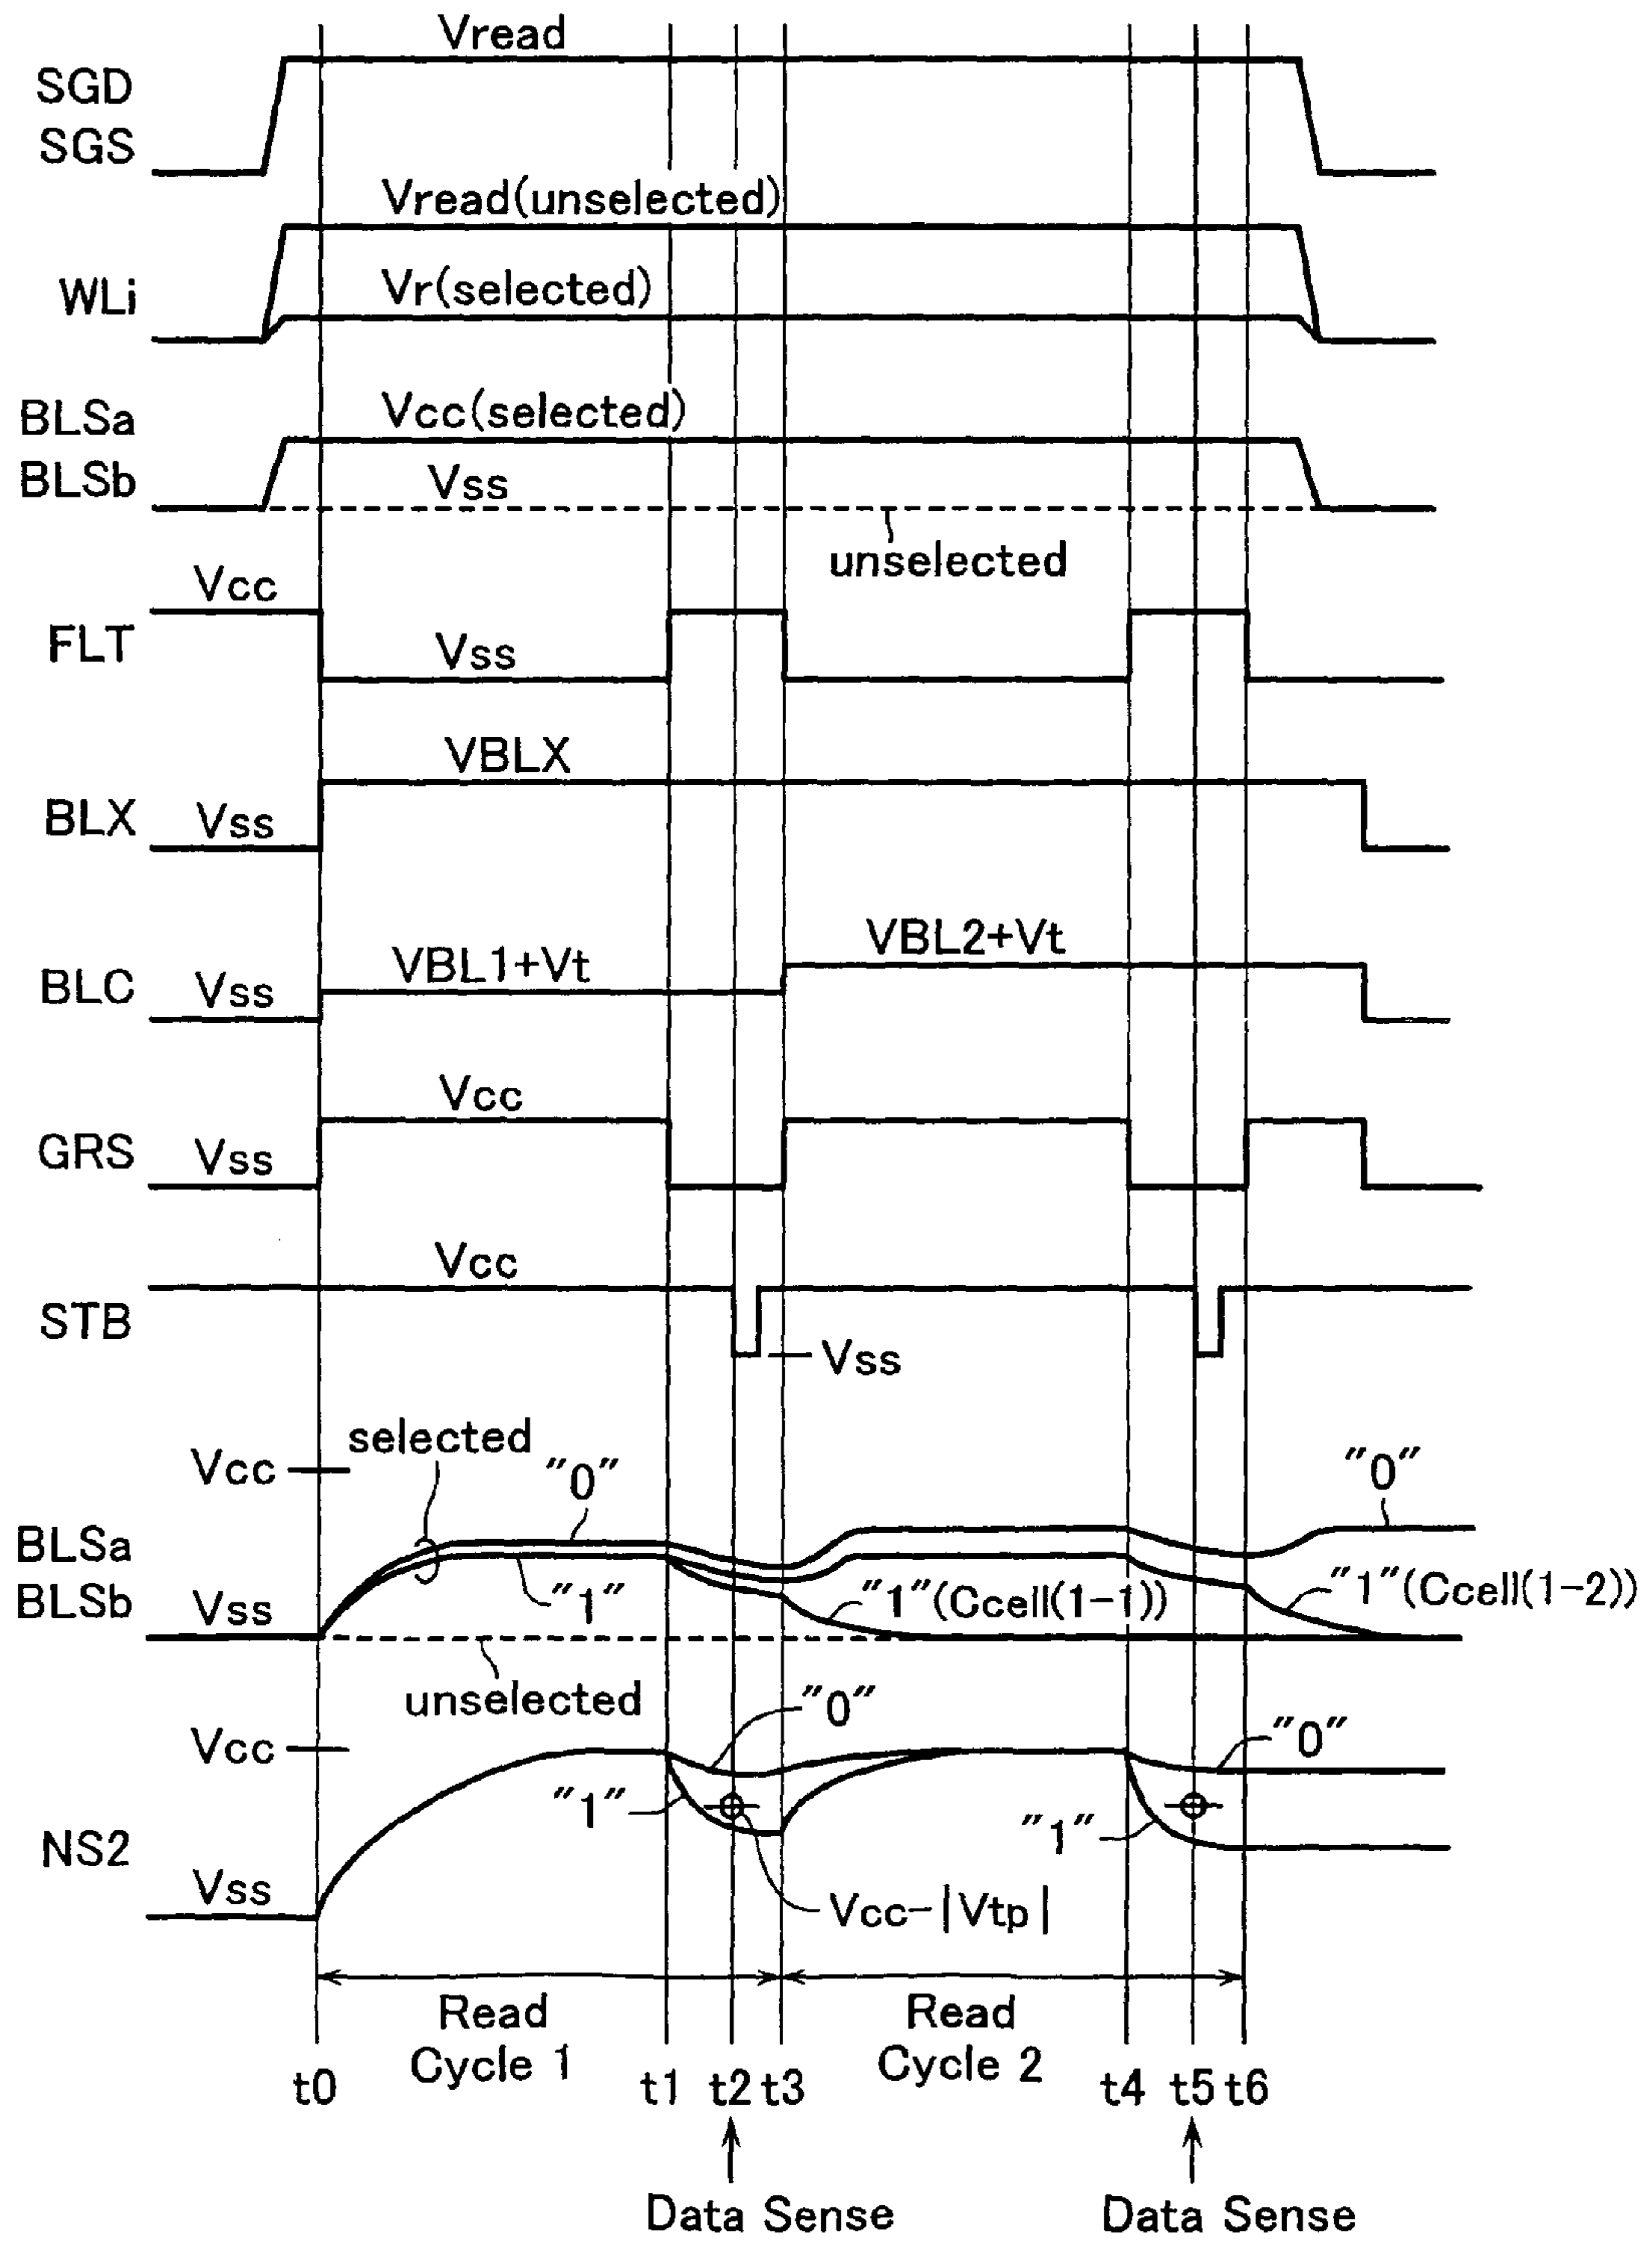 Vread
SGD
SGS
Vread(unselected)
WLi
Vr(selected)
BLSa
Vcc(selected)
BLSb
Vss
unselected
Vcc
FLT
Vss
VBLX
BLX
Vss
VBL2+Vt
VBL1+Vt
BLC
Vss
Vcc
GRS
Vss
Vcc
STB
Vss
selected
Vcc
"0"
"0"
BLSa
BLSb
Vss
"1"
"1"(Ccell(1-1))
"1"(Ccell(1-2))
unselected
"0"
Vcc
"0"
"1"
"1"
NS2
Vss
Vcc-|Vtp|
Read
Cycle 1
Read
Cycle 2
t0
t1
t2
t3
t4
t5
t6
Data Sense
Data Sense